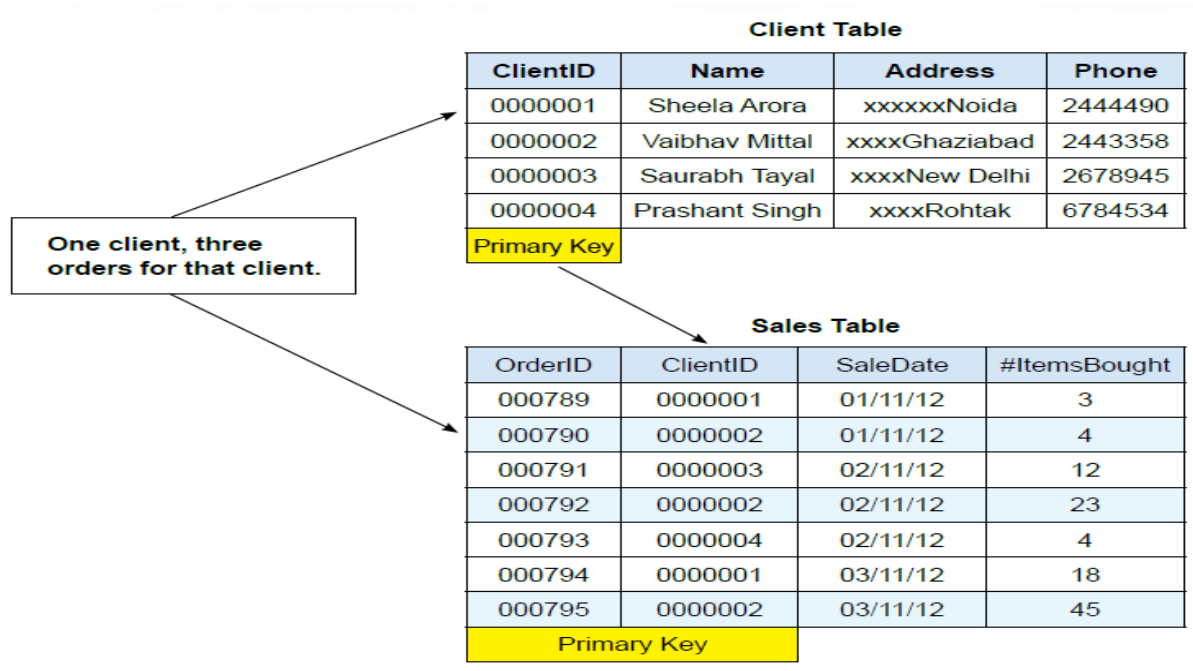 Client Table
ClientID Name Address Phone
0000001 Sheela Arora xxxxxxNoida 2444490
0000002 Vaibhav Mittal xxxxGhaziabad 2443358
0000003 Saurabh Tayal xxxxNew Delhi 2678945
0000004 Prashant Singh xxxxRohtak 6784534
Primary Key
One client, three
orders for that client.
Sales Table
OrderID ClientID SaleDate #ItemsBought
000789 0000001 01/11/12 3
000790 0000002 01/11/12 4
000791 0000003 02/11/12 12
000792 0000002 02/11/12 23
000793 0000004 02/11/12 4
000794 0000001 03/11/12 18
000795 0000002 03/11/12 45
Primary Key